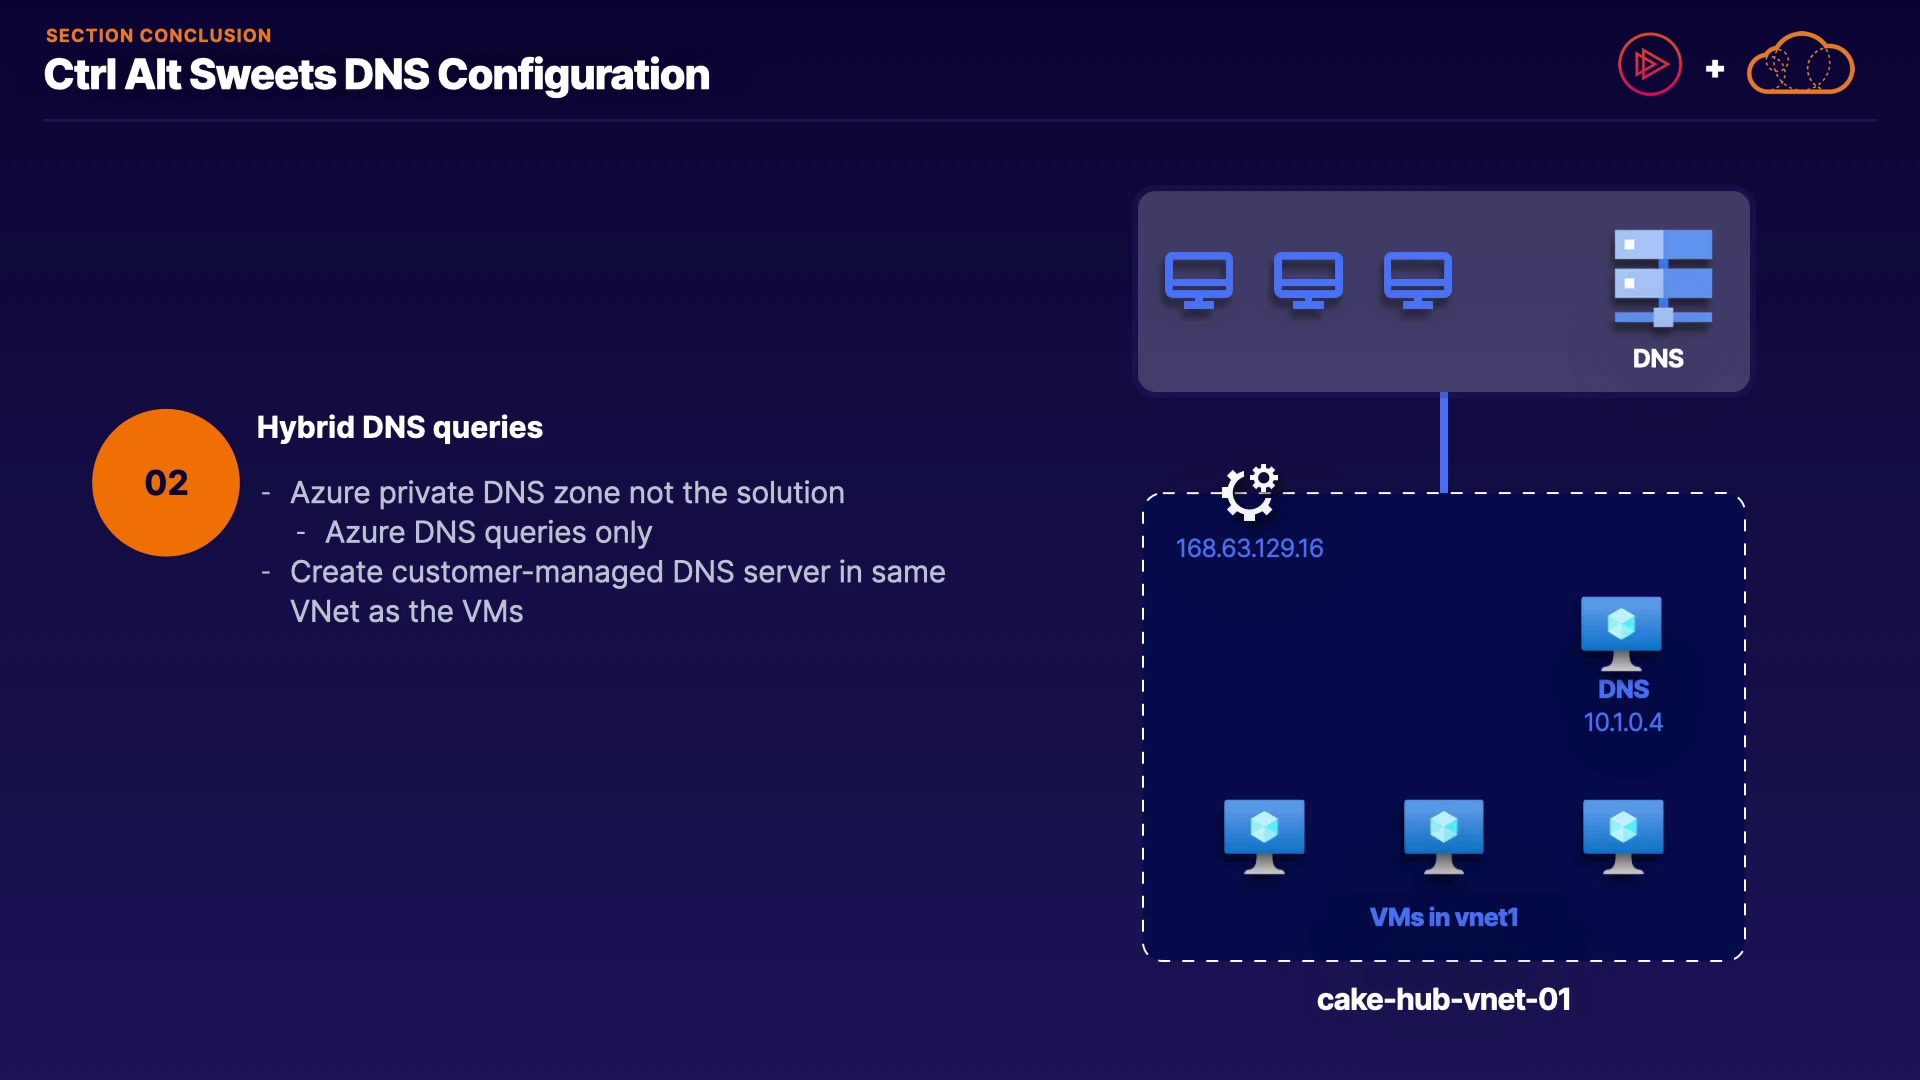 SECTION CONCLUSION
Ctrl Alt Sweets DNS Configuration
+
02
Hybrid DNS queries
- Azure private DNS zone not the solution
- Azure DNS queries only
- Create customer-managed DNS server in same
VNet as the VMs
DNS
168.63.129.16
DNS
10.1.0.4
VMs in vnet1
cake-hub-vnet-01